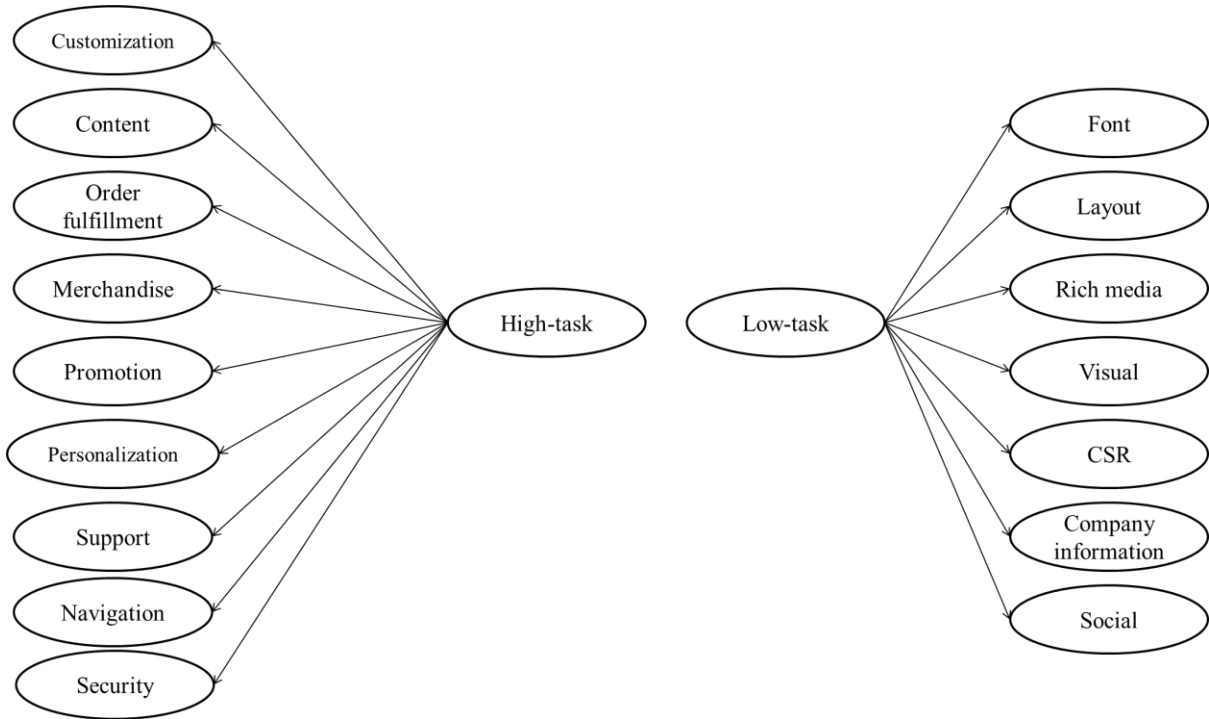 Customization
Content
Order
fulfillment
Merchandise
Promotion
Personalization
Support
Navigation
Security
High-task
Low-task
Font
Layout
Rich media
Visual
CSR
Company
information
Social